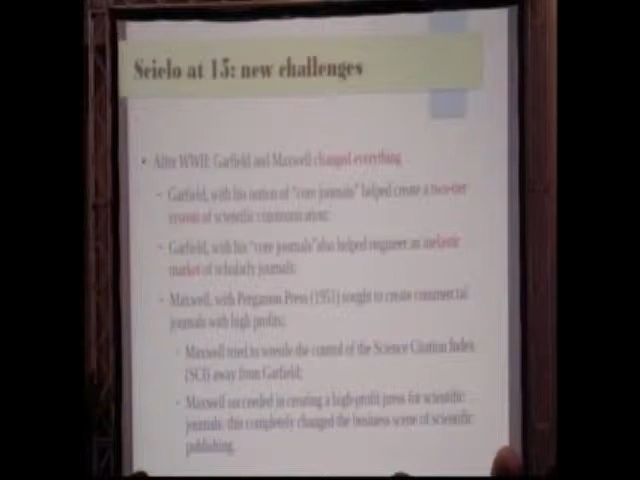 Scielo at 15: new challenges
• After WWII: Garfield and Maxwell changed everything
– Garfield, with his notion of "core journals" helped create a two-tier
system of scientific communication;
– Garfield, with his "core journals" also helped engineer an inelastic
market of scholarly journals;
– Maxwell, with Pergamon Press (1951) sought to create commercial
journals with high profits;
• Maxwell tried to wrestle the control of the Science Citation Index
(SCI) away from Garfield;
• Maxwell succeeded in creating a high-profit press for scientific
journals; this completely changed the business scene of scientific
publishing.